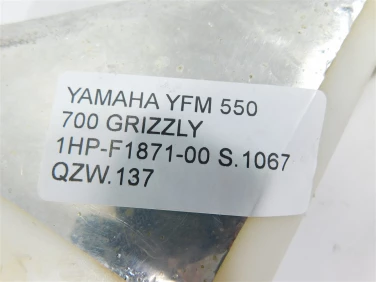 YAMAHA YFM 550
700 GRIZZLY
1HP-F1871-00 S.1067
QZW.137